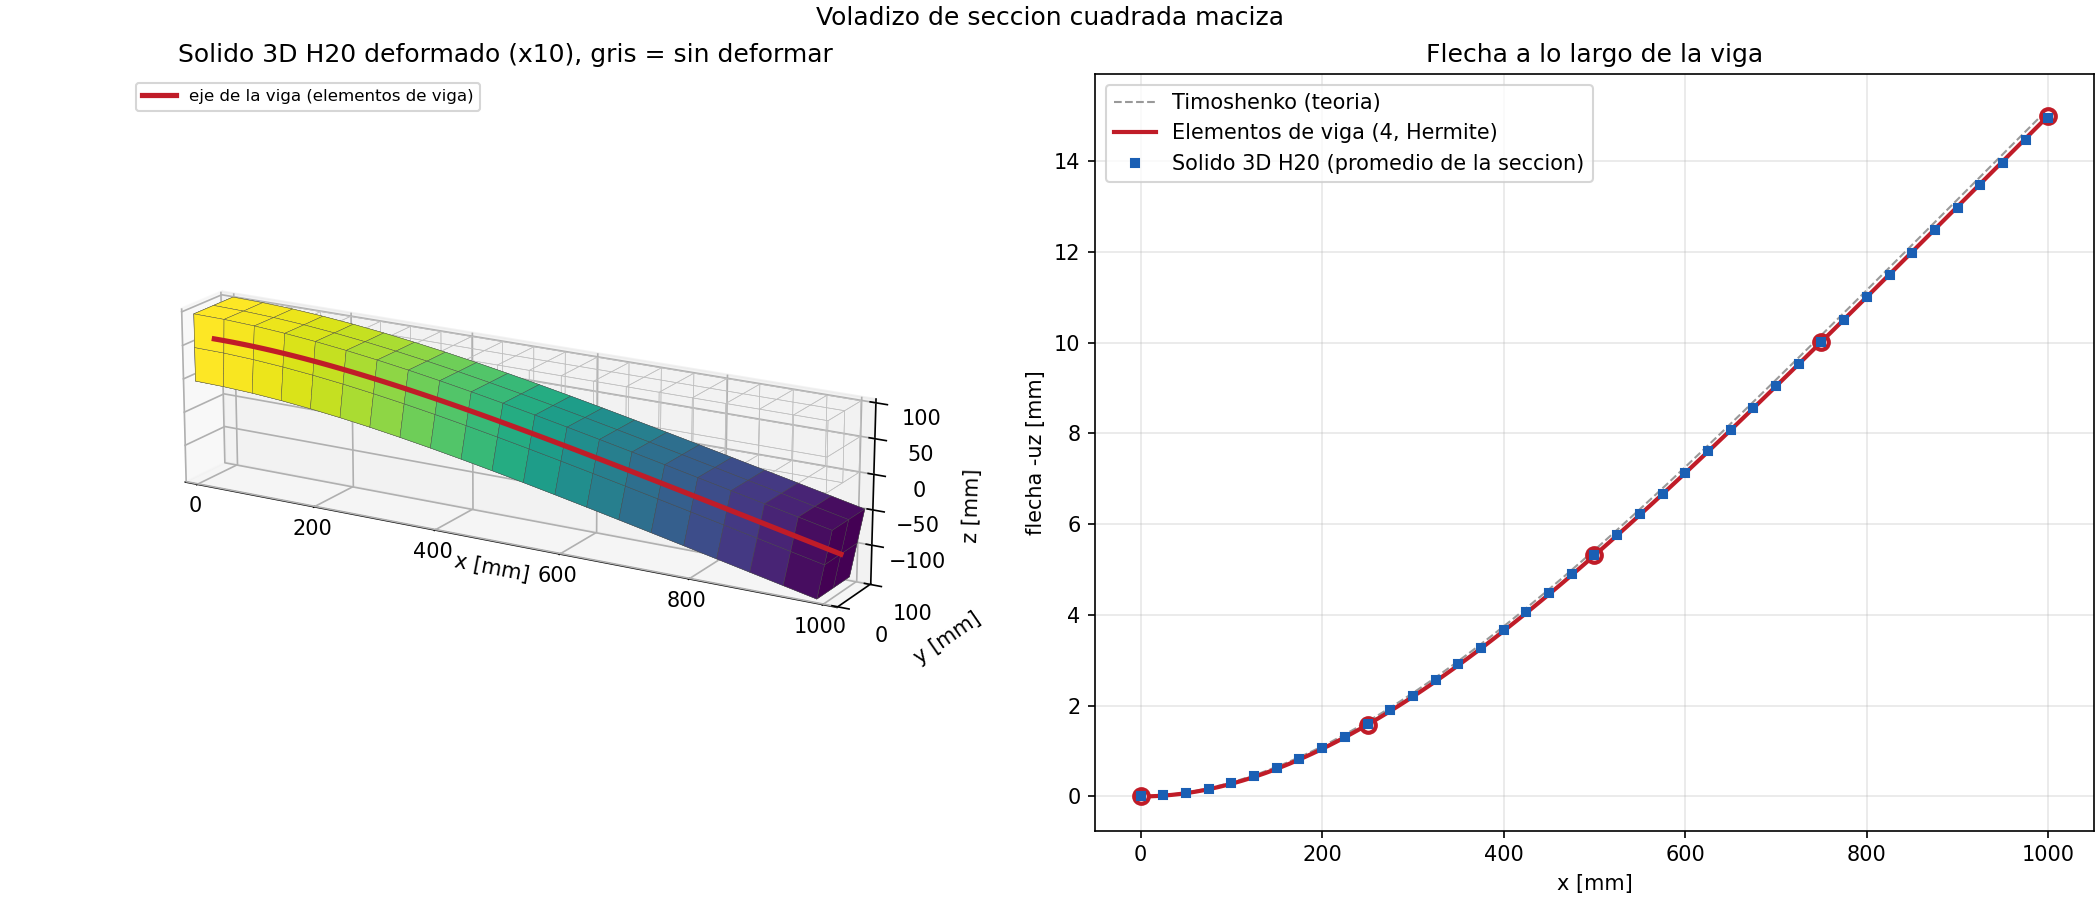 Voladizo de seccion cuadrada maciza
Solido 3D H20 deformado (x10), gris = sin deformar
eje de la viga (elementos de viga)
100
50
0
−50
−100
z [mm]
0
200
400
x [mm]
600
800
1000
0
100
y [mm]
Flecha a lo largo de la viga
Timoshenko (teoria)
Elementos de viga (4, Hermite)
Solido 3D H20 (promedio de la seccion)
14
12
10
8
6
4
2
0
flecha -uz [mm]
0
200
400
600
800
1000
x [mm]